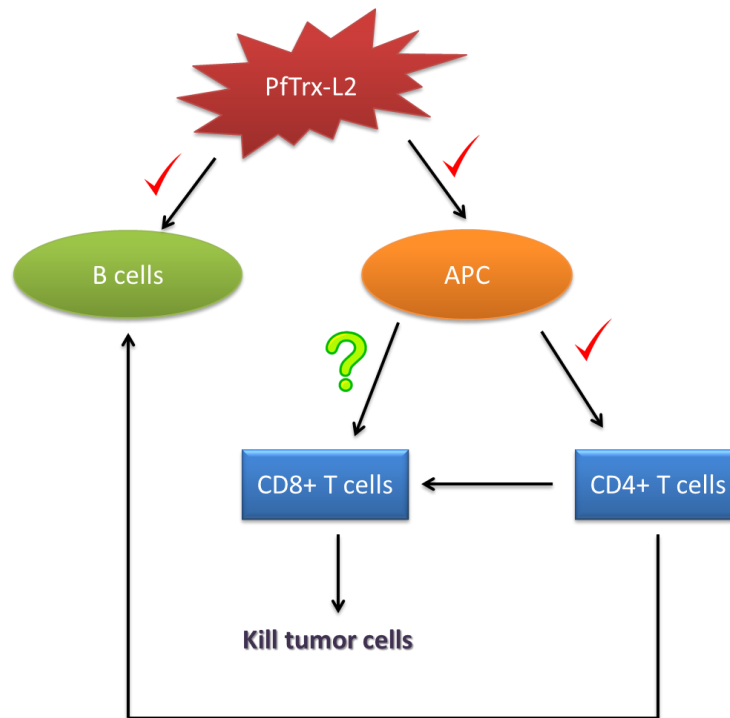 PfTrx-L2
B cells
APC
?
CD8+ T cells
CD4+ T cells
Kill tumor cells